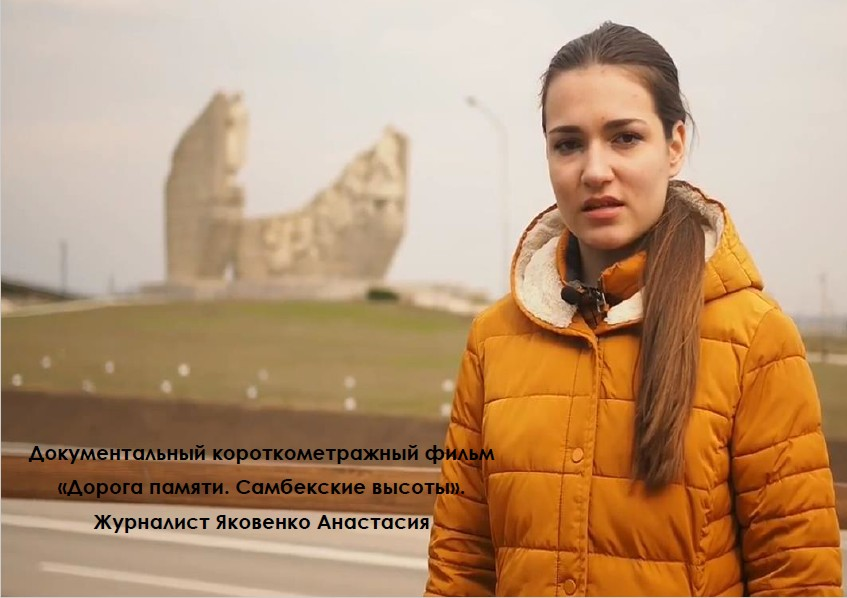 Документальный короткометражный фильм
«Дорога памяти. Самбекские высоты».
Журналист Яковенко Анастасия